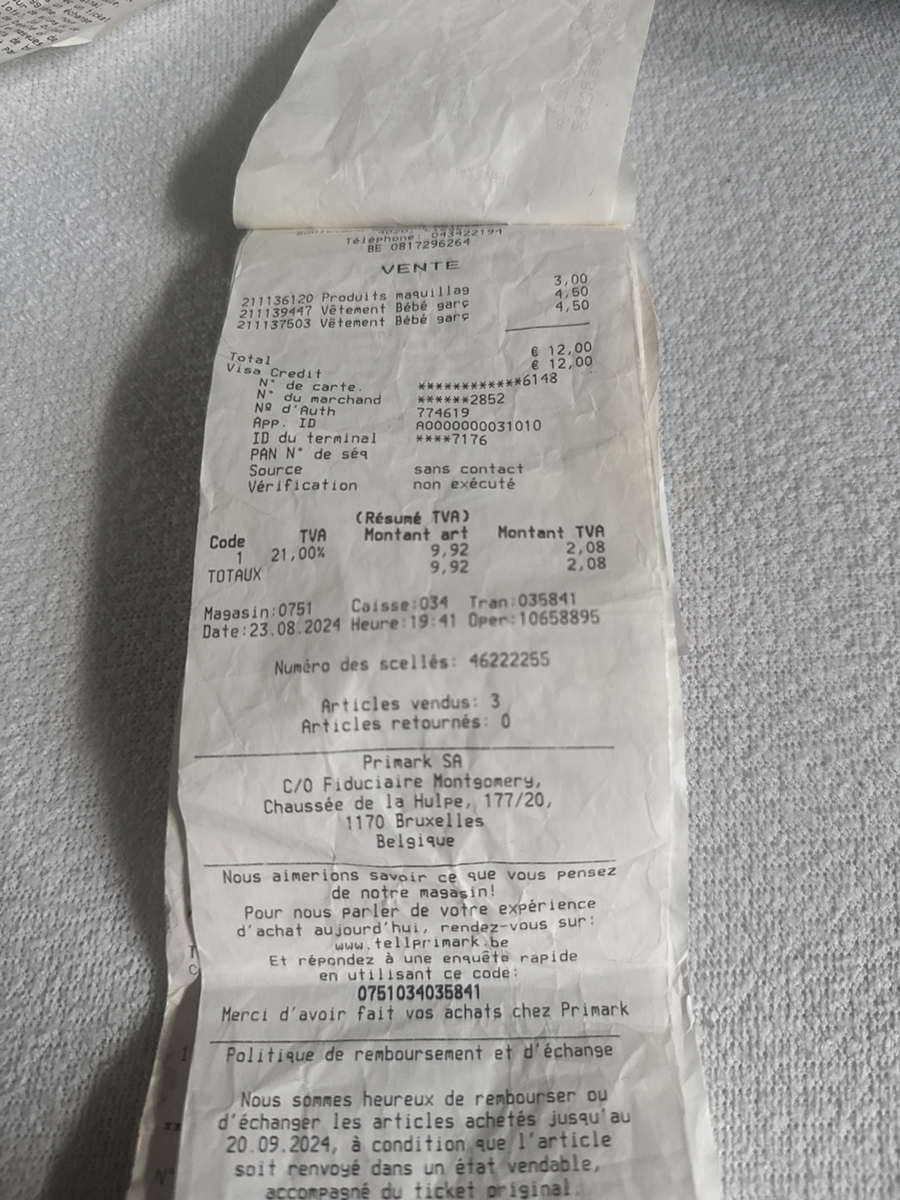 Téléphone: 043422194
BE 0817296264
VENTE
211136120 Produits maquillag 3,00
211139447 Vêtement Bébé garç 4,50
211137503 Vêtement Bébé garç 4,50
Total € 12,00
Visa Credit € 12,00
N° de carte. ************6148
N° du marchand ******2852
Nº d'Auth 774619
App. ID A0000000031010
ID du terminal ****7176
PAN N° de séq
Source sans contact
Vérification non exécuté
(Résumé TVA)
Code TVA Montant art Montant TVA
1 21,00% 9,92 2,08
TOTAUX 9,92 2,08
Magasin:0751 Caisse:034 Tran:035841
Date:23.08.2024 Heure:19:41 Oper:10658895
Numéro des scellés: 46222255
Articles vendus: 3
Articles retournés: 0
Primark SA
C/O Fiduciaire Montgomery,
Chaussée de la Hulpe, 177/20,
1170 Bruxelles
Belgique
Nous aimerions savoir ce que vous pensez
de notre magasin!
Pour nous parler de votre expérience
d'achat aujourd'hui, rendez-vous sur:
www.tellprimark.be
Et répondez à une enquête rapide
en utilisant ce code:
0751034035841
Merci d'avoir fait vos achats chez Primark
Politique de remboursement et d'échange
Nous sommes heureux de rembourser ou
d'échanger les articles achetés jusqu'au
20.09.2024, à condition que l'article
soit renvoyé dans un état vendable,
accompagné du ticket original.